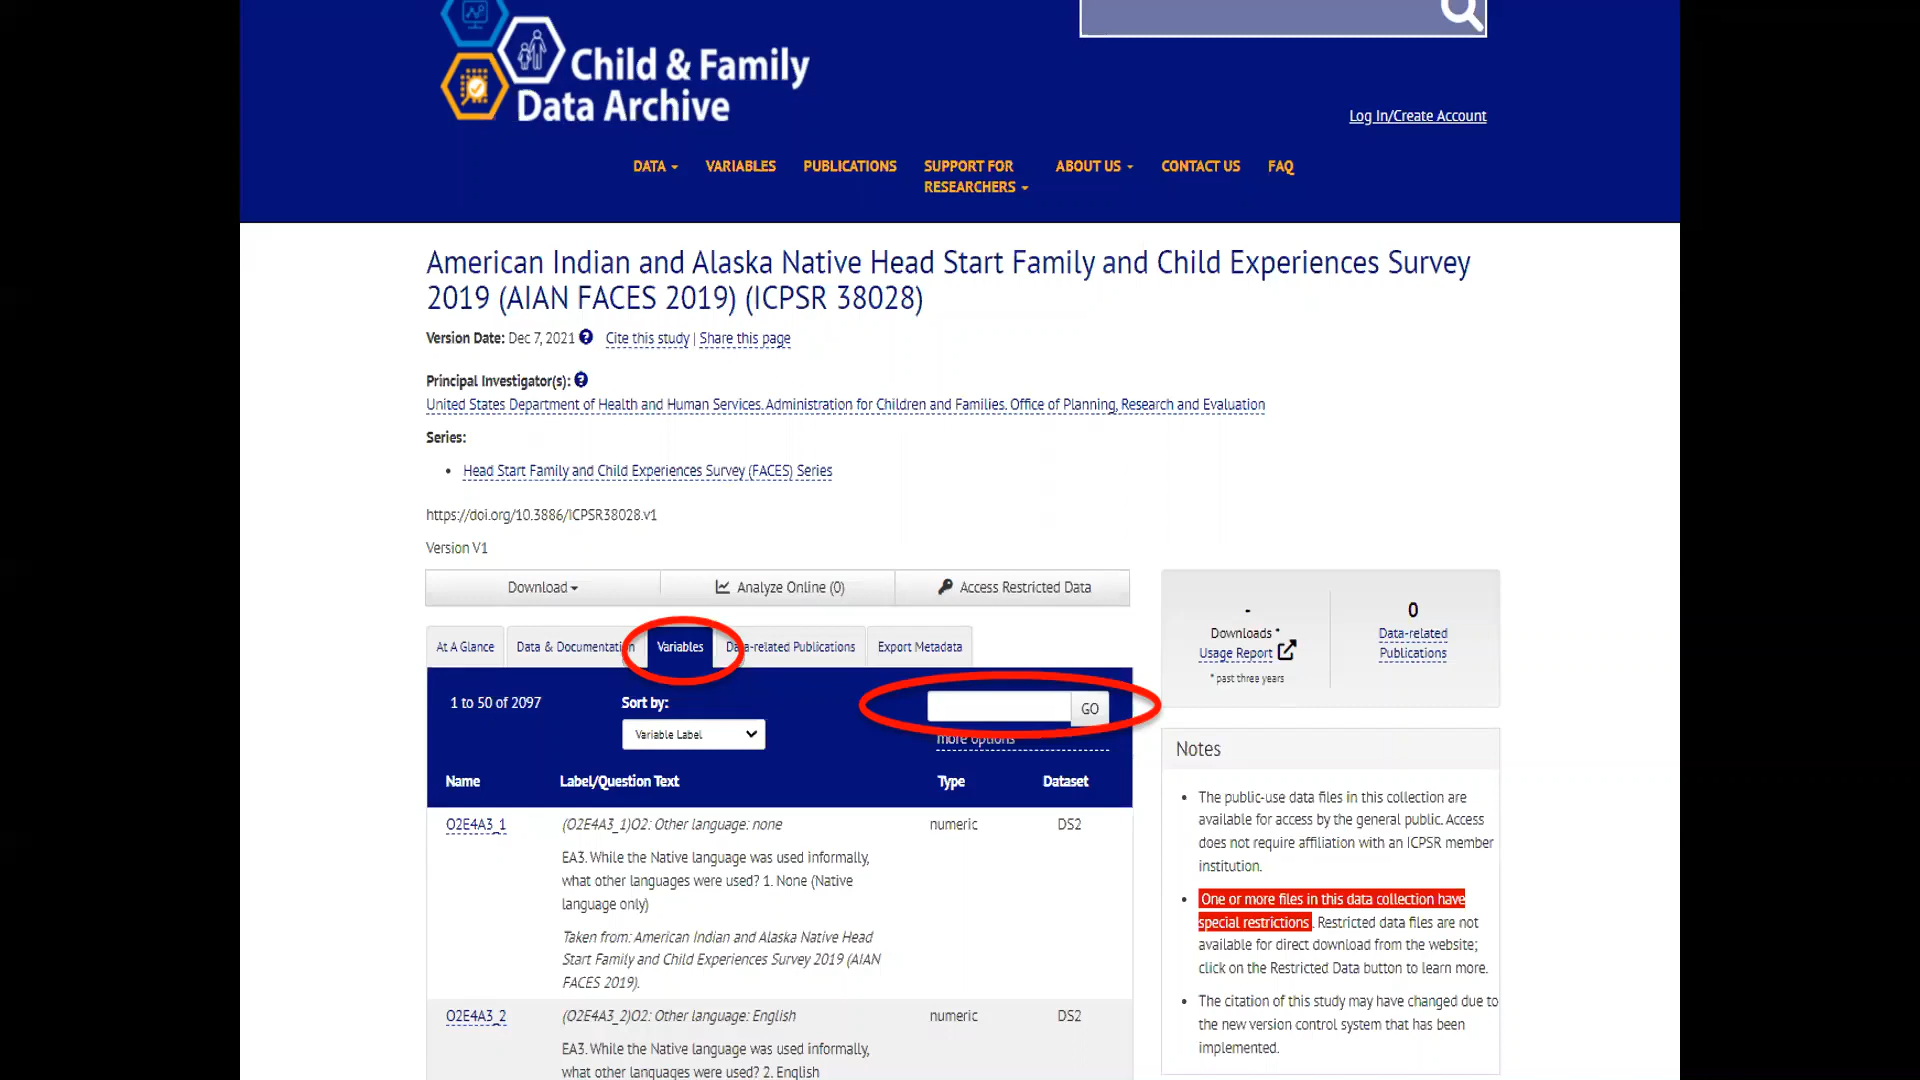 Child & Family
Data Archive
Log In/Create Account
DATA
VARIABLES
PUBLICATIONS
SUPPORT FOR
RESEARCHERS
ABOUT US
CONTACT US
FAQ
American Indian and Alaska Native Head Start Family and Child Experiences Survey
2019 (AIAN FACES 2019) (ICPSR 38028)
Version Date: Dec 7, 2021 ? Cite this study | Share this page
Principal Investigator(s): ?
United States Department of Health and Human Services. Administration for Children and Families. Office of Planning, Research and Evaluation
Series:
• Head Start Family and Child Experiences Survey (FACES) Series
https://doi.org/10.3886/ICPSR38028.v1
Version V1
Download
Analyze Online (0)
Access Restricted Data
At A Glance
Data & Documentation
Variables
Data-related Publications
Export Metadata
1 to 50 of 2097
Sort by:
Variable Label
GO
more options
Name Label/Question Text Type Dataset
O2E4A3_1 (O2E4A3_1)O2: Other language: none numeric DS2
EA3. While the Native language was used informally,
what other languages were used? 1. None (Native
language only)
Taken from: American Indian and Alaska Native Head
Start Family and Child Experiences Survey 2019 (AIAN
FACES 2019).
O2E4A3_2 (O2E4A3_2)O2: Other language: English numeric DS2
EA3. While the Native language was used informally,
what other languages were used? 2. English
-
Downloads *
Usage Report
* past three years
0
Data-related
Publications
Notes
• The public-use data files in this collection are
available for access by the general public. Access
does not require affiliation with an ICPSR member
institution.
• One or more files in this data collection have
special restrictions. Restricted data files are not
available for direct download from the website;
click on the Restricted Data button to learn more.
• The citation of this study may have changed due to
the new version control system that has been
implemented.